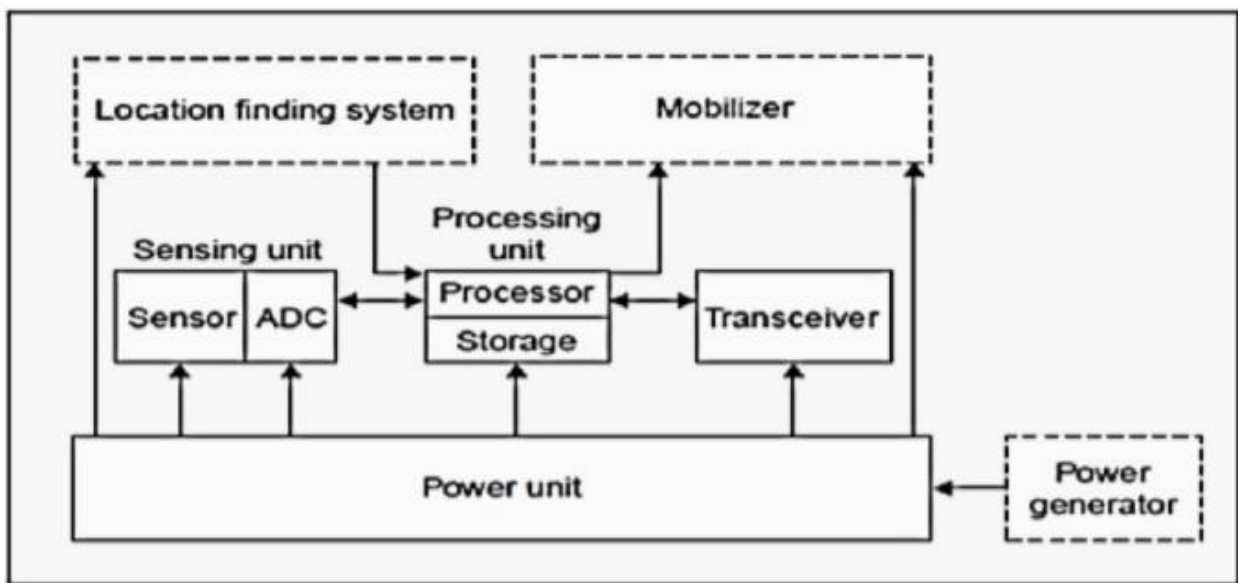 Location finding system
Mobilizer
Processing
unit
Sensing unit
Sensor
ADC
Processor
Storage
Transceiver
Power unit
Power
generator